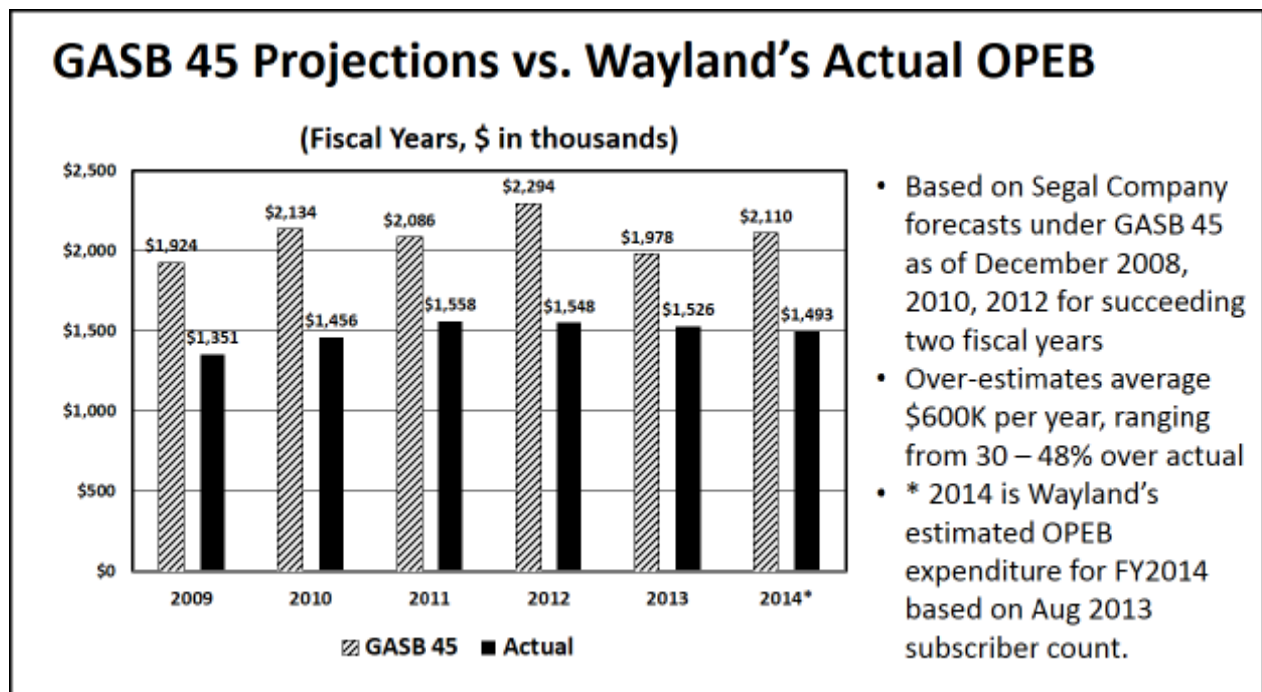 GASB 45 Projections vs. Wayland's Actual OPEB
(Fiscal Years, $ in thousands)
$2,500
$2,000
$1,500
$1,000
$500
$0
$1,924
$1,351
$2,134
$1,456
$2,086
$1,558
$2,294
$1,548
$1,978
$1,526
$2,110
$1,493
2009
2010
2011
2012
2013
2014*
GASB 45
Actual
• Based on Segal Company
forecasts under GASB 45
as of December 2008,
2010, 2012 for succeeding
two fiscal years
• Over-estimates average
$600K per year, ranging
from 30 – 48% over actual
• * 2014 is Wayland's
estimated OPEB
expenditure for FY2014
based on Aug 2013
subscriber count.